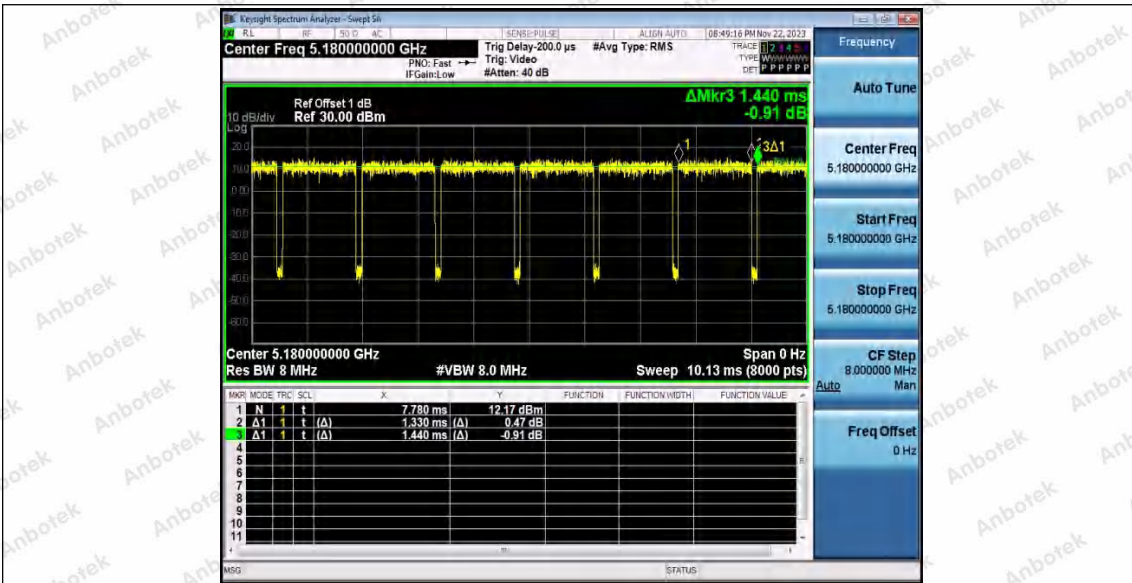 Keysight Spectrum Analyzer - Swept SA
RL RF 50 Ω AC SENSE:PULSE ALIGN AUTO 08:49:16 PM Nov 22, 2023
Center Freq 5.180000000 GHz
PNO: Fast
IFGain:Low
Trig Delay-200.0 µs
Trig: Video
#Atten: 40 dB
#Avg Type: RMS
TRACE 1 2 3 4 5
TYPE
DET P P P P P
ΔMkr3 1.440 ms
-0.91 dB
Ref Offset 1 dB
10 dB/div Ref 30.00 dBm
Log
20.0
10.0
0.00
-10.0
-20.0
-30.0
-40.0
-50.0
-60.0
1
3Δ1
Center 5.180000000 GHz Span 0 Hz
Res BW 8 MHz #VBW 8.0 MHz Sweep 10.13 ms (8000 pts)
MKR MODE TRC SCL X Y FUNCTION FUNCTION WIDTH FUNCTION VALUE
1 N 1 t 7.780 ms 12.17 dBm
2 Δ1 1 t (Δ) 1.330 ms (Δ) 0.47 dB
3 Δ1 1 t (Δ) 1.440 ms (Δ) -0.91 dB
4
5
6
7
8
9
10
11
MSG STATUS
Frequency
Auto Tune
Center Freq
5.180000000 GHz
Start Freq
5.180000000 GHz
Stop Freq
5.180000000 GHz
CF Step
8.000000 MHz
Auto Man
Freq Offset
0 Hz
Anbotek